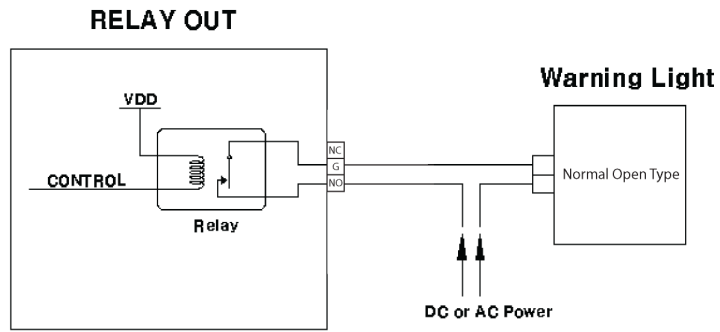 RELAY OUT
Warning Light
VDD
NC
G
NO
Normal Open Type
CONTROL
Relay
DC or AC Power